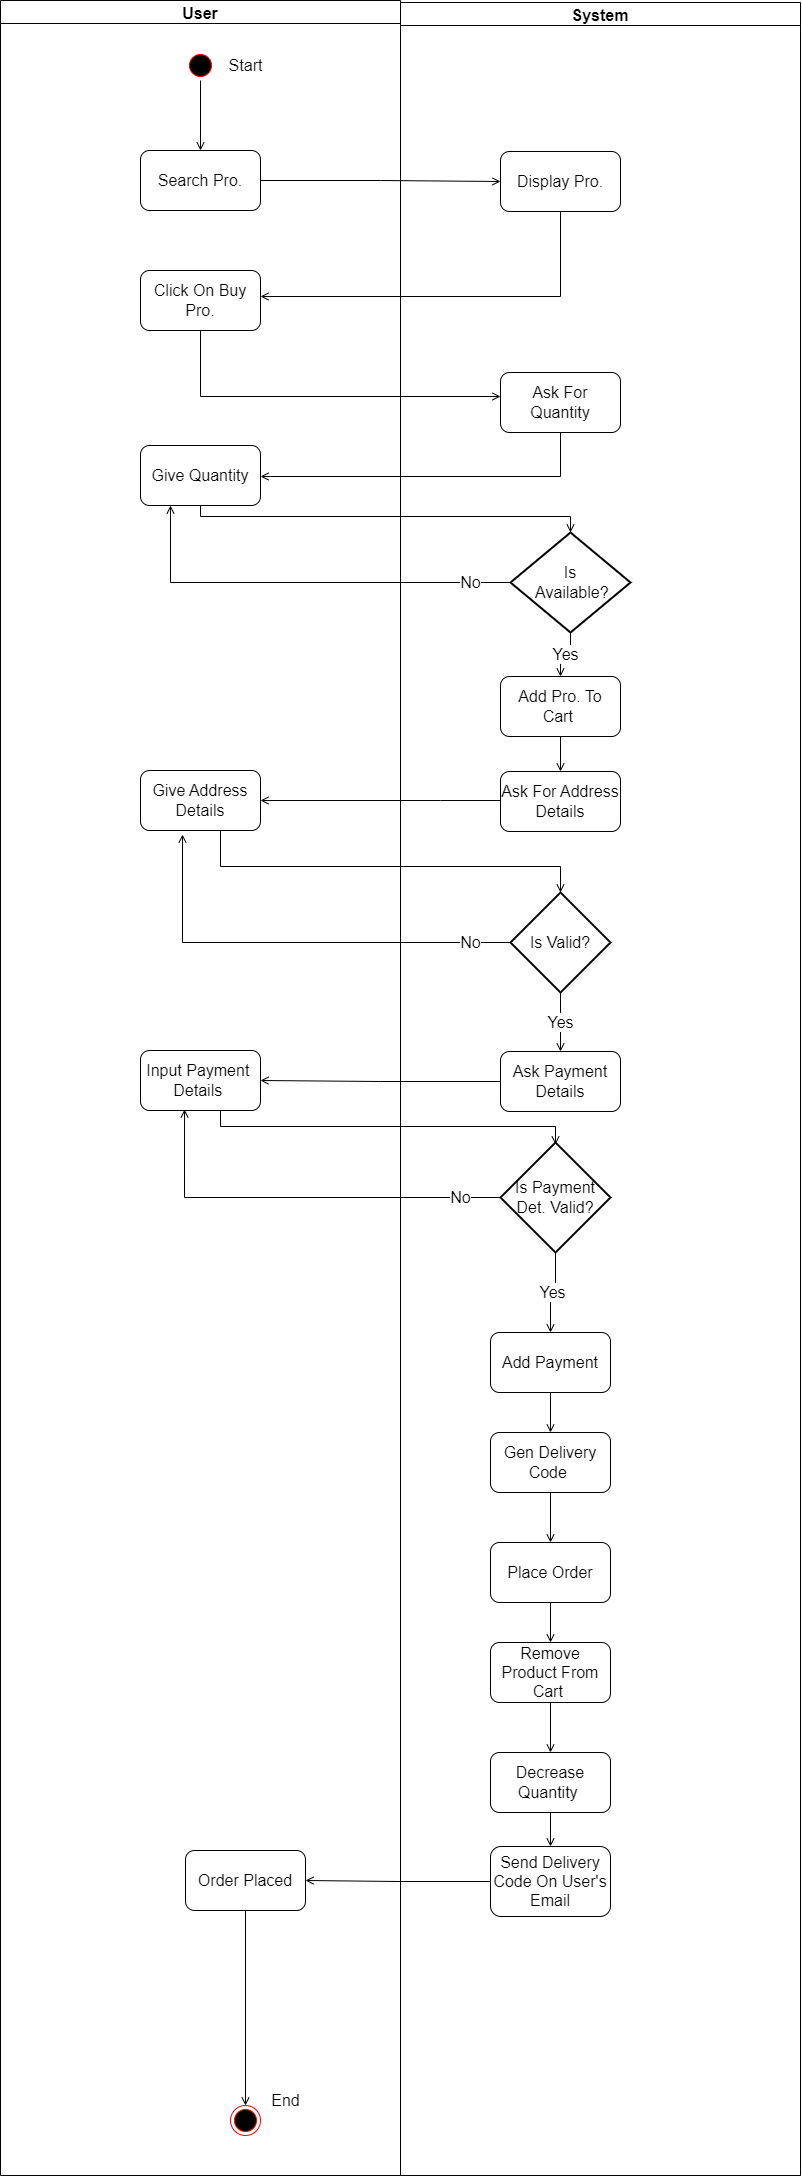 User
System
Start
Search Pro.
Display Pro.
Click On Buy
Pro.
Ask For
Quantity
Give Quantity
Is
Available?
No
Yes
Add Pro. To
Cart
Give Address
Details
Ask For Address
Details
Is Valid?
No
Yes
Input Payment
Details
Ask Payment
Details
Is Payment
Det. Valid?
No
Yes
Add Payment
Gen Delivery
Code
Place Order
Remove
Product From
Cart
Decrease
Quantity
Order Placed
Send Delivery
Code On User's
Email
End